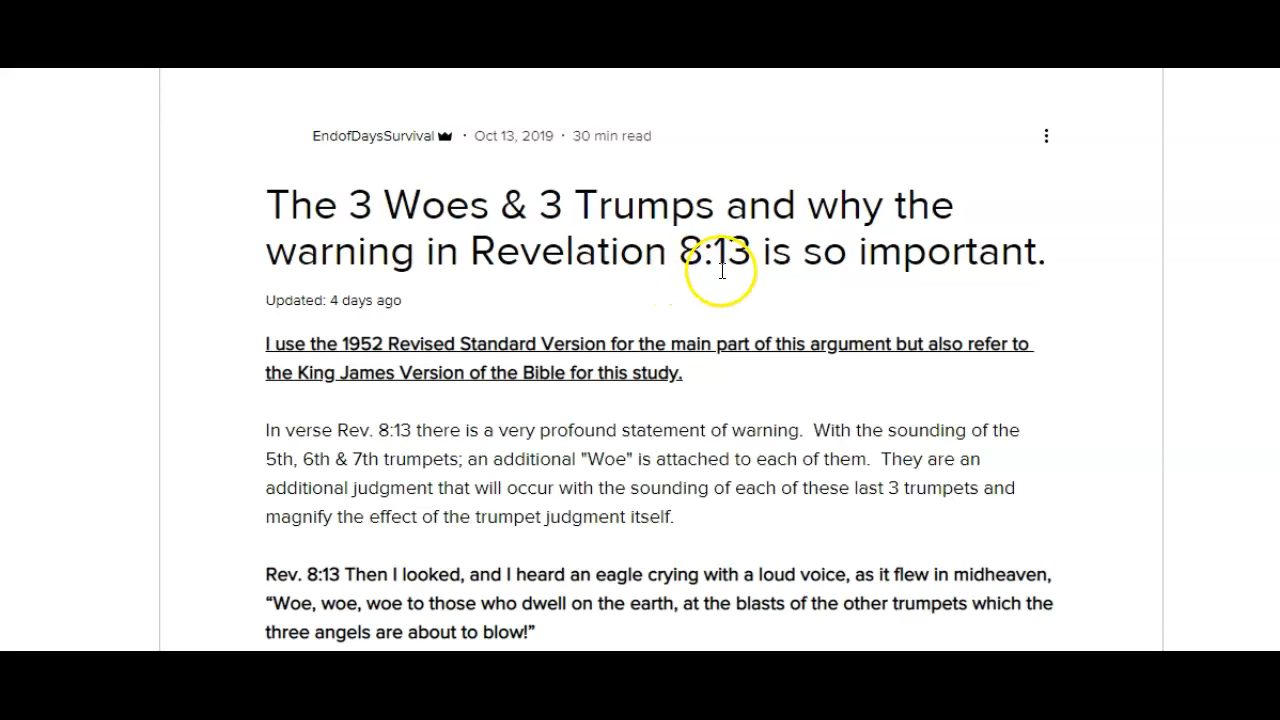 EndofDaysSurvival · Oct 13, 2019 · 30 min read
The 3 Woes & 3 Trumps and why the
warning in Revelation 8:13 is so important.
Updated: 4 days ago
I use the 1952 Revised Standard Version for the main part of this argument but also refer to
the King James Version of the Bible for this study.
In verse Rev. 8:13 there is a very profound statement of warning.  With the sounding of the
5th, 6th & 7th trumpets; an additional "Woe" is attached to each of them.  They are an
additional judgment that will occur with the sounding of each of these last 3 trumpets and
magnify the effect of the trumpet judgment itself.
Rev. 8:13 Then I looked, and I heard an eagle crying with a loud voice, as it flew in midheaven,
“Woe, woe, woe to those who dwell on the earth, at the blasts of the other trumpets which the
three angels are about to blow!”